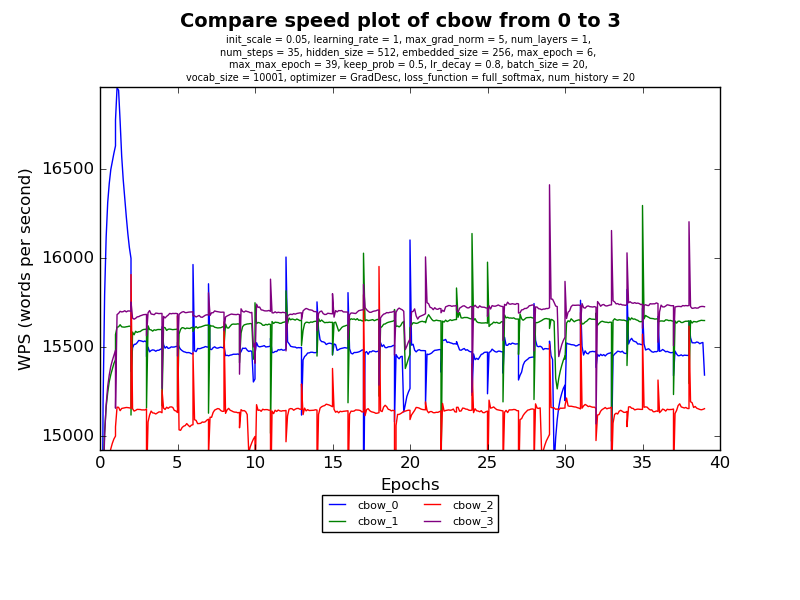 Compare speed plot of cbow from 0 to 3
init_scale = 0.05, learning_rate = 1, max_grad_norm = 5, num_layers = 1,
num_steps = 35, hidden_size = 512, embedded_size = 256, max_epoch = 6,
max_max_epoch = 39, keep_prob = 0.5, lr_decay = 0.8, batch_size = 20,
vocab_size = 10001, optimizer = GradDesc, loss_function = full_softmax, num_history = 20
WPS (words per second)
16500
16000
15500
15000
0 5 10 15 20 25 30 35 40
Epochs
cbow_0 cbow_2
cbow_1 cbow_3